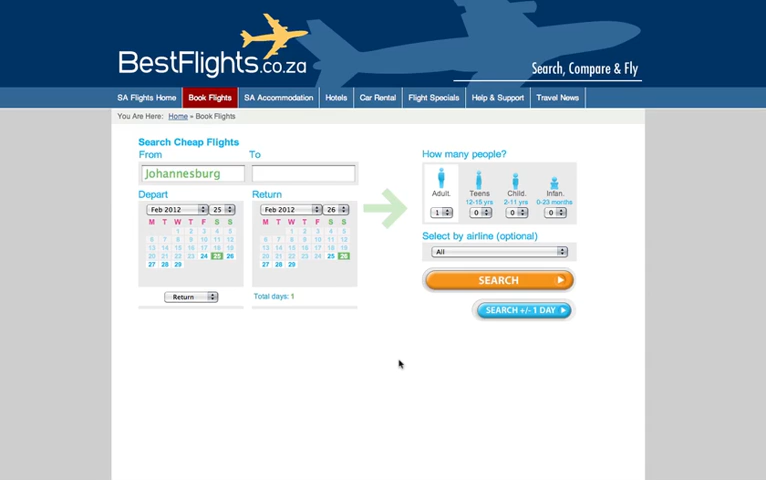 BestFlights.co.za
Search, Compare & Fly
SA Flights Home Book Flights SA Accommodation Hotels Car Rental Flight Specials Help & Support Travel News
You Are Here: Home » Book Flights
Search Cheap Flights
From To
Johannesburg
Depart Return
Feb 2012 25 Feb 2012 26
M T W T F S S M T W T F S S
1 2 3 4 5 1 2 3 4 5
6 7 8 9 10 11 12 6 7 8 9 10 11 12
13 14 15 16 17 18 19 13 14 15 16 17 18 19
20 21 22 23 24 25 26 20 21 22 23 24 25 26
27 28 29 27 28 29
Return Total days: 1
How many people?
Adult. Teens Child. Infan.
12-15 yrs 2-11 yrs 0-23 months
1 0 0 0
Select by airline (optional)
All
SEARCH
SEARCH +/- 1 DAY